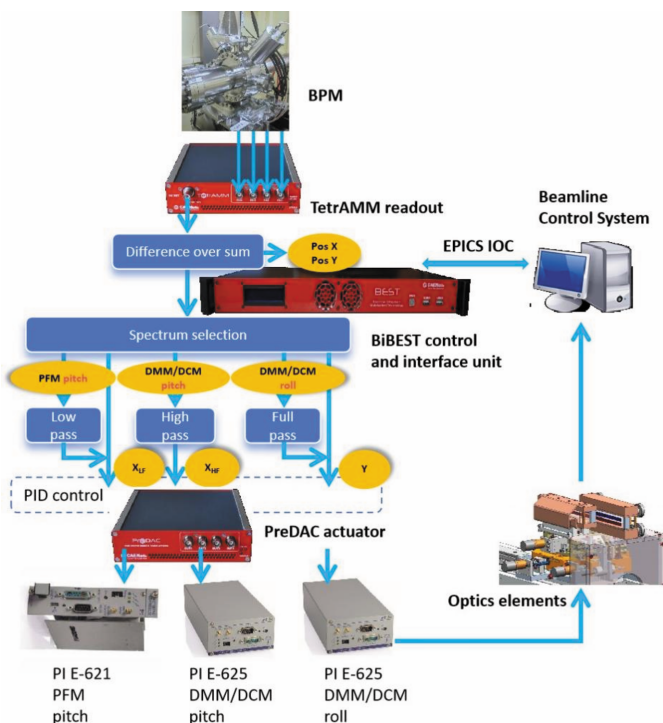 BPM
TetrAMM readout
Beamline
Control System
Difference over sum
Pos X
Pos Y
EPICS IOC
BEST
Spectrum selection
BiBEST control
and interface unit
PFM pitch
DMM/DCM
pitch
DMM/DCM
roll
Low
pass
High
pass
Full
pass
XLF
XHF
Y
PID control
PreDAC actuator
Optics elements
PI E-621
PFM
pitch
PI E-625
DMM/DCM
pitch
PI E-625
DMM/DCM
roll